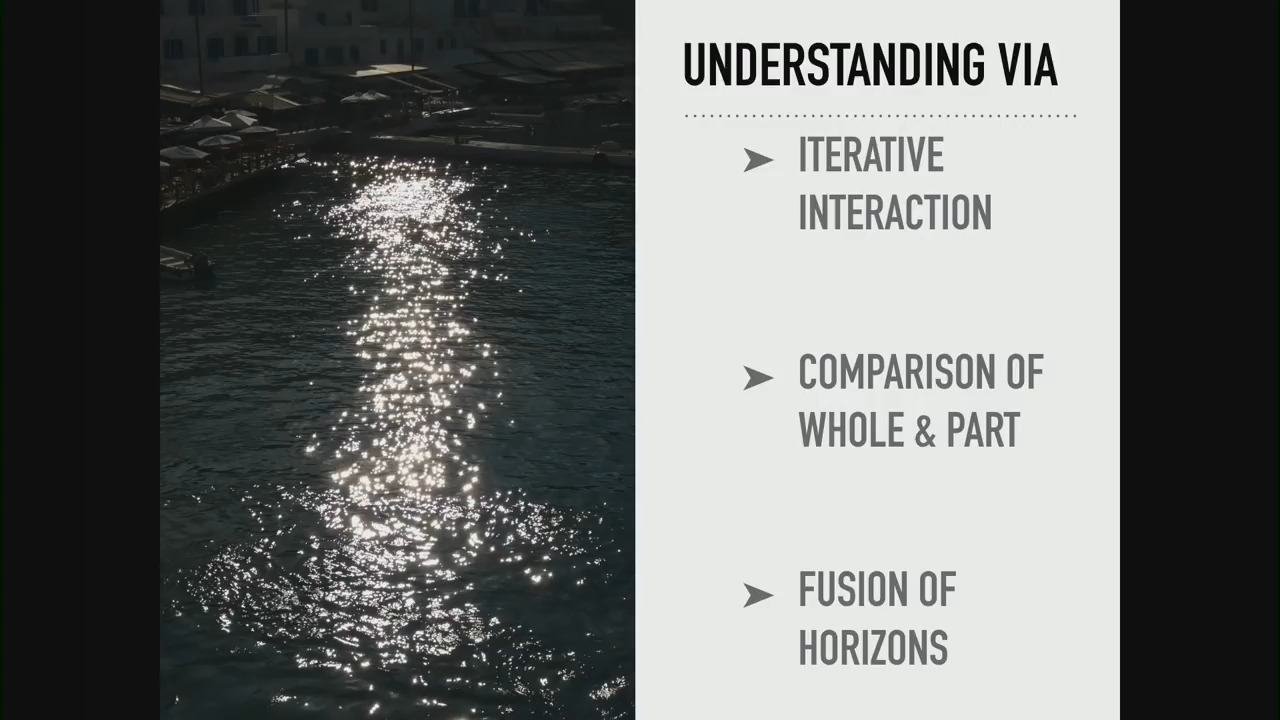 UNDERSTANDING VIA
➤ ITERATIVE
INTERACTION
➤ COMPARISON OF
WHOLE & PART
➤ FUSION OF
HORIZONS